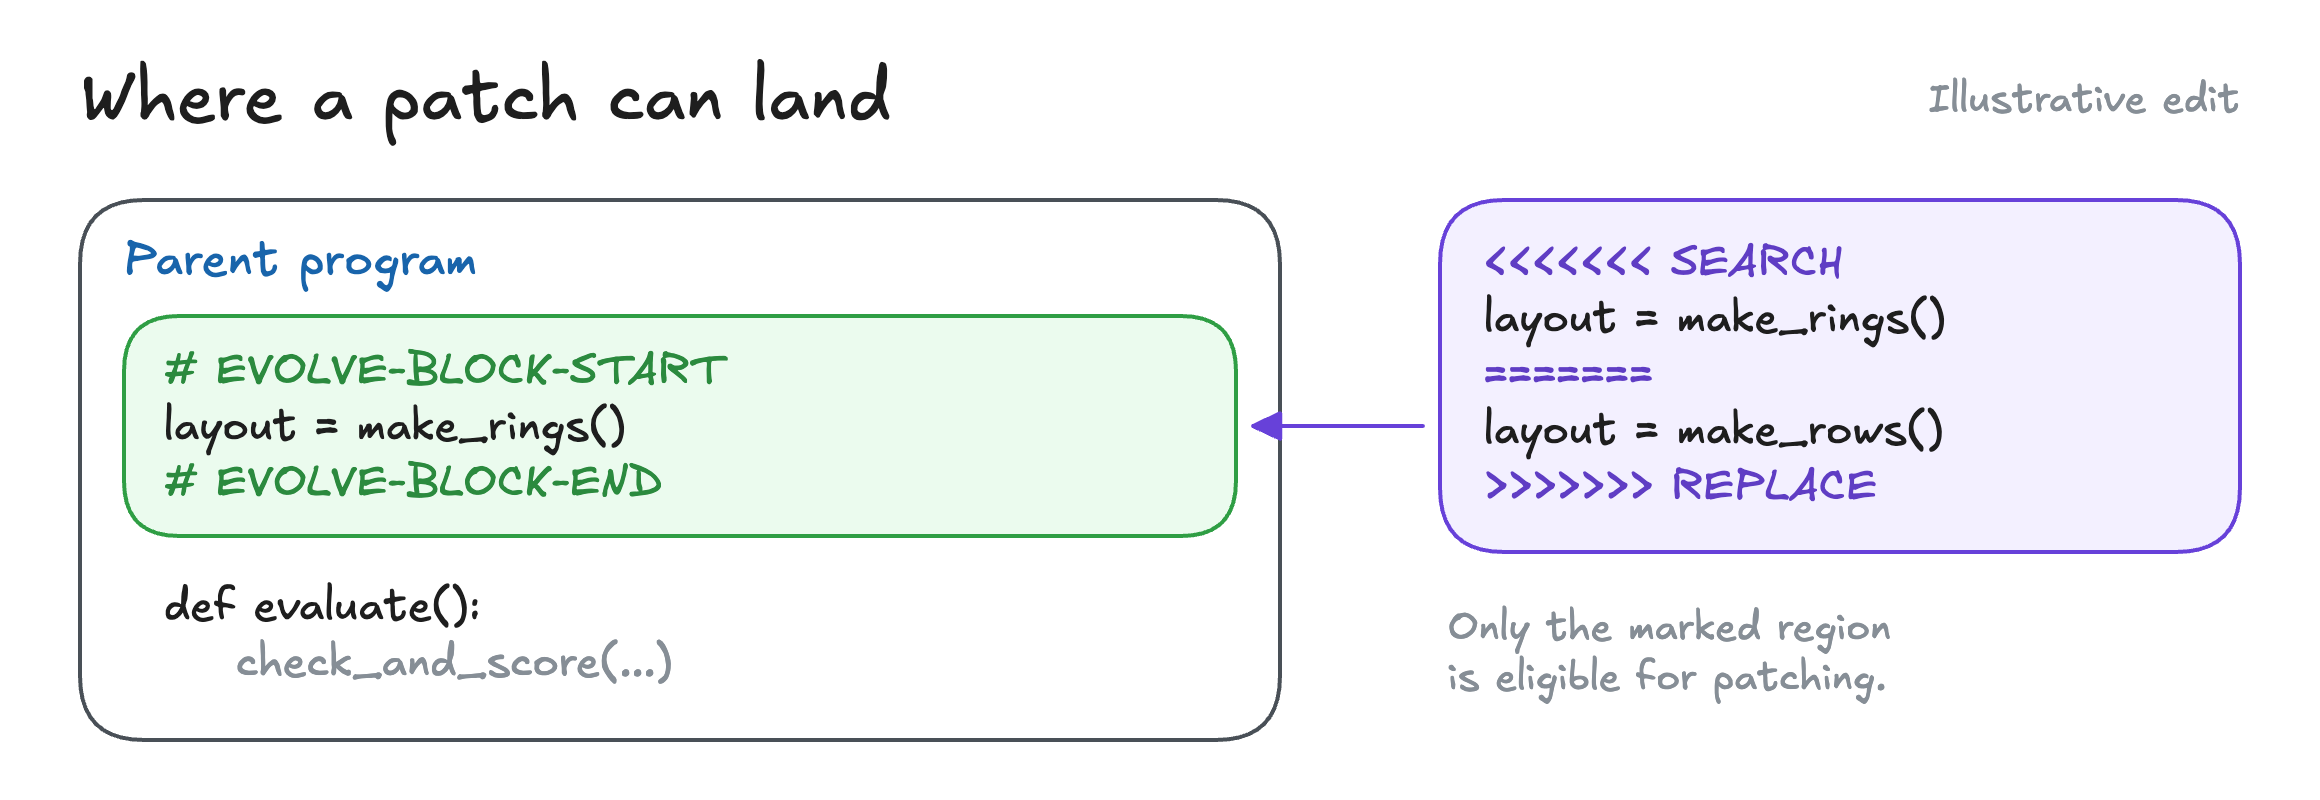 Where a patch can land
Illustrative edit
Parent program
# EVOLVE-BLOCK-START
layout = make_rings()
# EVOLVE-BLOCK-END
def evaluate():
    check_and_score(...)
<<<<<<< SEARCH
layout = make_rings()
=======
layout = make_rows()
>>>>>>> REPLACE
Only the marked region
is eligible for patching.